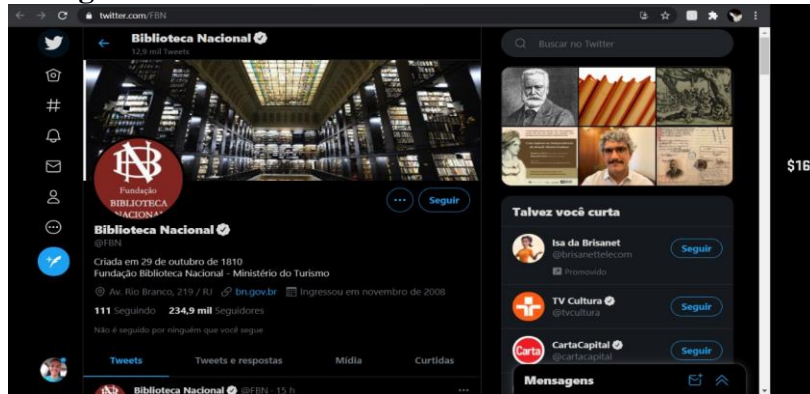 twitter.com/FBN
Biblioteca Nacional
12,9 mil Tweets
Buscar no Twitter
Fundação
BIBLIOTECA
NACIONAL
Seguir
Biblioteca Nacional
@FBN
Criada em 29 de outubro de 1810
Fundação Biblioteca Nacional - Ministério do Turismo
Av. Rio Branco, 219 / RJ bn.gov.br Ingressou em novembro de 2008
111 Seguindo 234,9 mil Seguidores
Não é seguido por ninguém que você segue
Tweets Tweets e respostas Mídia Curtidas
Biblioteca Nacional @FBN · 15 h
Talvez você curta
Isa da Brisanet
@brisanettelecom
Promovido
Seguir
TV Cultura
@tvcultura
Seguir
Carta
CartaCapital
@cartacapital
Seguir
Mensagens
$16